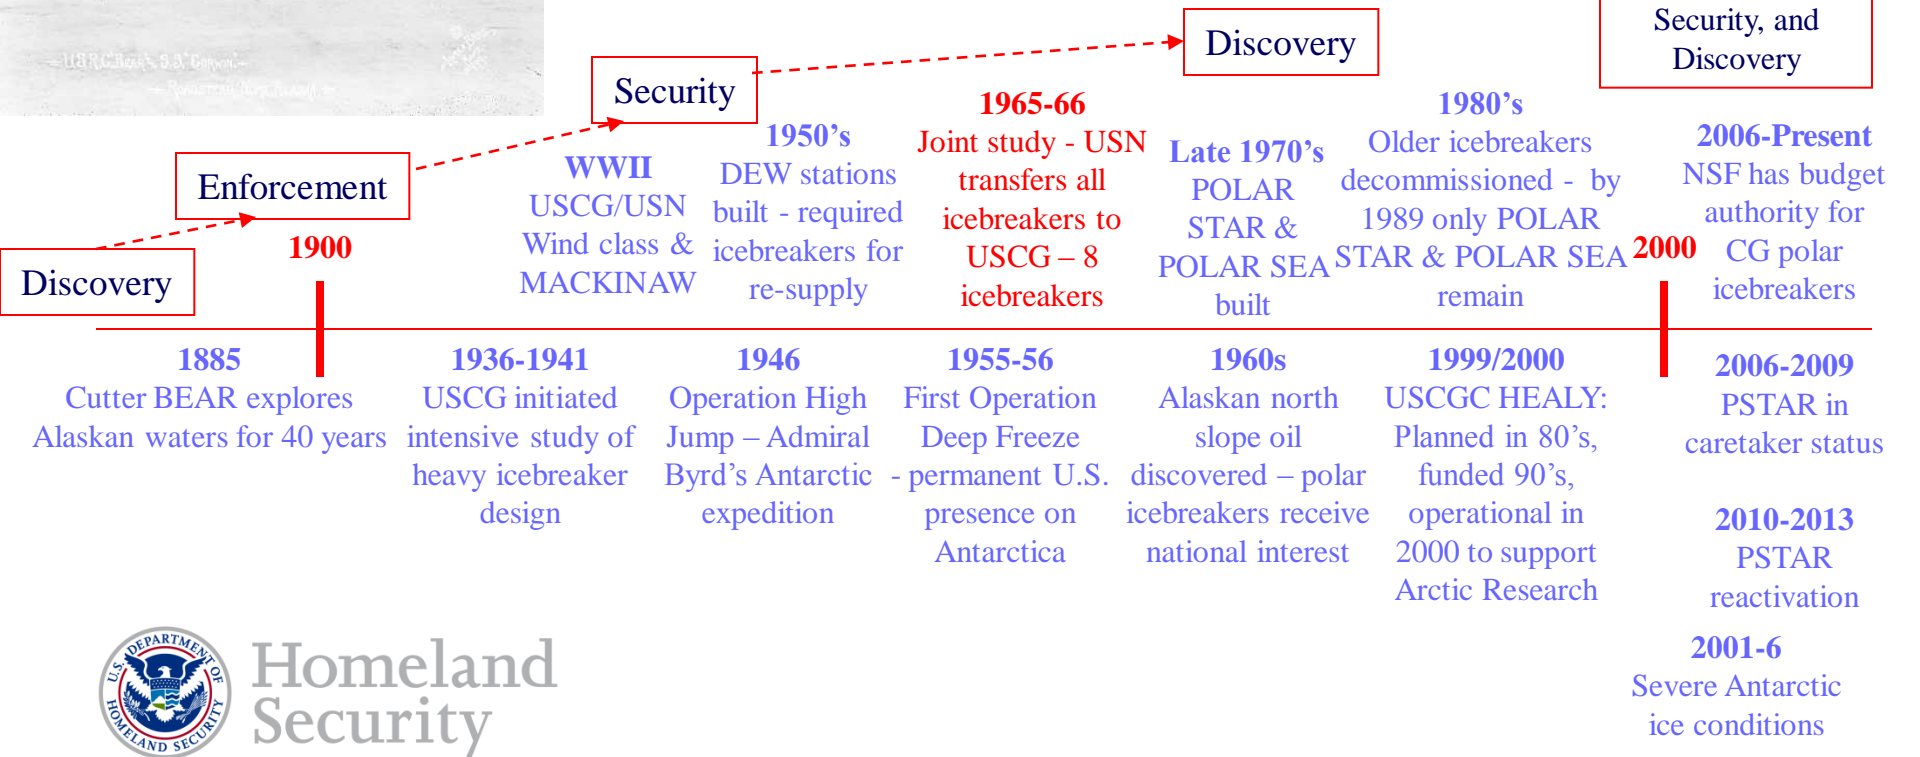 Security, and
Discovery
Discovery
Security
Enforcement
Discovery
1900
WWII
USCG/USN
Wind class &
MACKINAW
1950’s
DEW stations
built - required
icebreakers for
re-supply
1965-66
Joint study - USN
transfers all
icebreakers to
USCG – 8
icebreakers
Late 1970’s
POLAR
STAR &
POLAR SEA
built
1980’s
Older icebreakers
decommissioned - by
1989 only POLAR
STAR & POLAR SEA
remain
2000
2006-Present
NSF has budget
authority for
CG polar
icebreakers
1885
Cutter BEAR explores
Alaskan waters for 40 years
1936-1941
USCG initiated
intensive study of
heavy icebreaker
design
1946
Operation High
Jump – Admiral
Byrd’s Antarctic
expedition
1955-56
First Operation
Deep Freeze
- permanent U.S.
presence on
Antarctica
1960s
Alaskan north
slope oil
discovered – polar
icebreakers receive
national interest
1999/2000
USCGC HEALY:
Planned in 80’s,
funded 90’s,
operational in
2000 to support
Arctic Research
2006-2009
PSTAR in
caretaker status
2010-2013
PSTAR
reactivation
2001-6
Severe Antarctic
ice conditions
U.S. DEPARTMENT OF
HOMELAND SECURITY
Homeland
Security